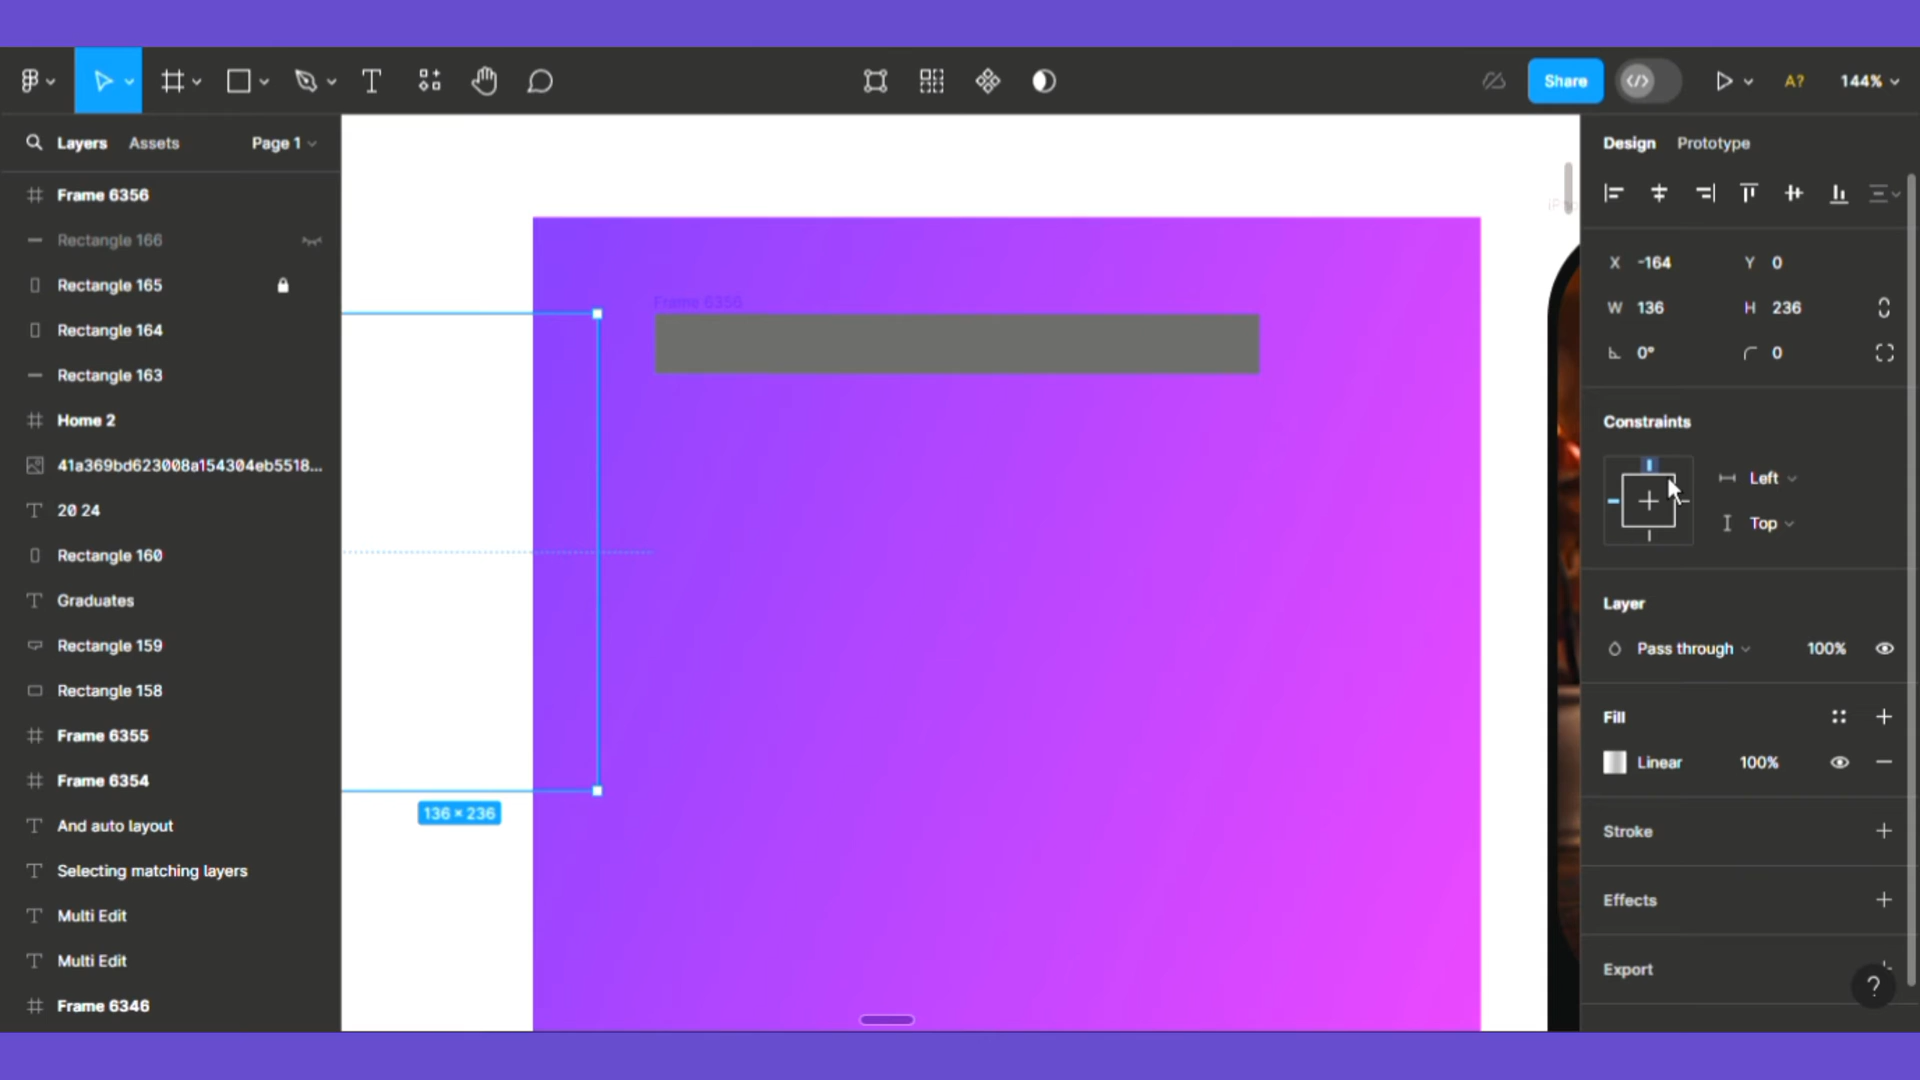 Share
A?
144%
Layers
Assets
Page 1
Design
Prototype
Frame 6356
Rectangle 166
Rectangle 165
Rectangle 164
Rectangle 163
Home 2
41a369bd623008a154304eb5518...
20 24
Rectangle 160
Graduates
Rectangle 159
Rectangle 158
Frame 6355
Frame 6354
And auto layout
Selecting matching layers
Multi Edit
Multi Edit
Frame 6346
Frame 6356
136 × 236
X -164 Y 0
W 136 H 236
0° 0
Constraints
Left
Top
Layer
Pass through 100%
Fill
Linear 100%
Stroke
Effects
Export
?